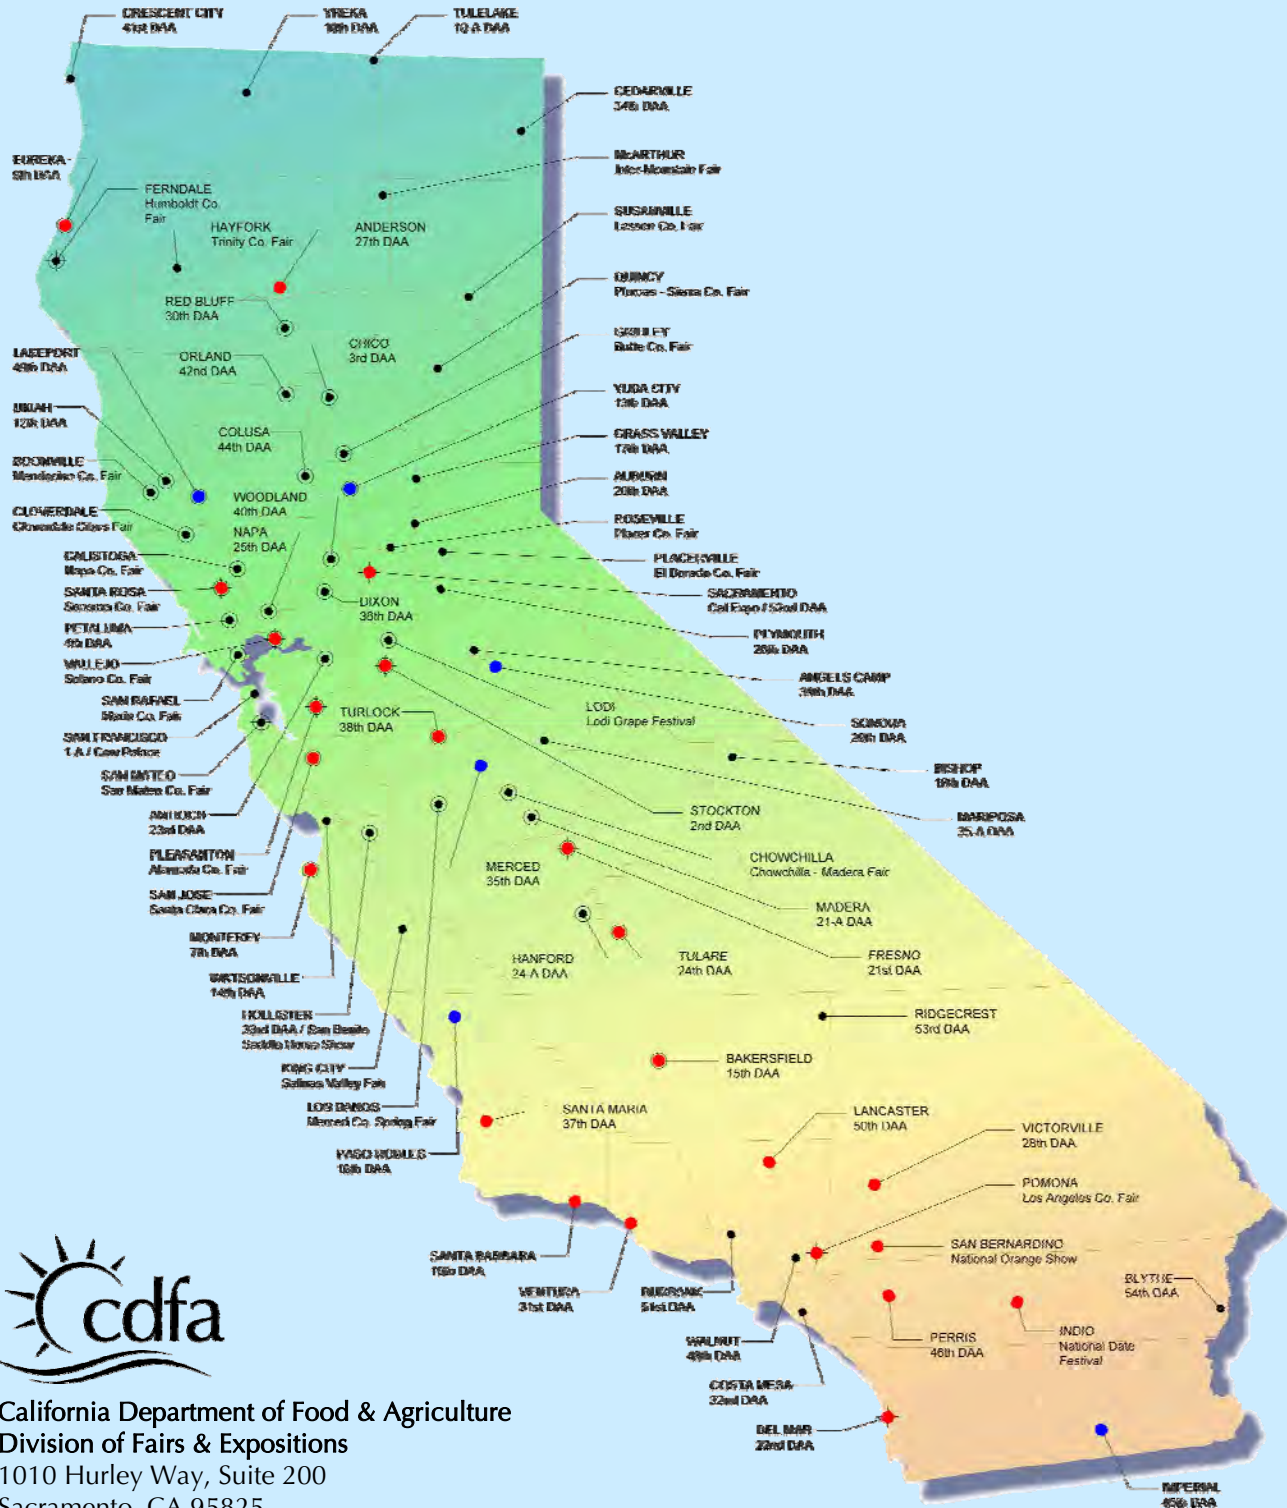 CRESCENT CITY
41st DAA
YREKA
10th DAA
TULELAKE
10-A DAA
CEDARVILLE
34th DAA
McARTHUR
Inter-Mountain Fair
SUSANVILLE
Lassen Co. Fair
QUINCY
Plumas - Sierra Co. Fair
GRIDLEY
Butte Co. Fair
YUBA CITY
13th DAA
GRASS VALLEY
17th DAA
AUBURN
20th DAA
ROSEVILLE
Placer Co. Fair
PLACERVILLE
El Dorado Co. Fair
SACRAMENTO
Cal Expo / 52nd DAA
PLYMOUTH
26th DAA
ANGELS CAMP
39th DAA
SONORA
29th DAA
BISHOP
18th DAA
MARIPOSA
35-A DAA
EUREKA
9th DAA
FERNDALE
Humboldt Co.
Fair
HAYFORK
Trinity Co. Fair
ANDERSON
27th DAA
RED BLUFF
30th DAA
CHICO
3rd DAA
ORLAND
42nd DAA
COLUSA
44th DAA
WOODLAND
40th DAA
NAPA
25th DAA
DIXON
36th DAA
LAKEPORT
49th DAA
UKIAH
12th DAA
BOONVILLE
Mendocino Co. Fair
CLOVERDALE
Cloverdale Citrus Fair
CALISTOGA
Napa Co. Fair
SANTA ROSA
Sonoma Co. Fair
PETALUMA
4th DAA
VALLEJO
Solano Co. Fair
SAN RAFAEL
Marin Co. Fair
SAN FRANCISCO
1-A / Cow Palace
SAN MATEO
San Mateo Co. Fair
ANTIOCH
23rd DAA
PLEASANTON
Alameda Co. Fair
SAN JOSE
Santa Clara Co. Fair
MONTEREY
7th DAA
WATSONVILLE
14th DAA
HOLLISTER
33rd DAA / San Benito
Saddle Horse Show
KING CITY
Salinas Valley Fair
LOS BANOS
Merced Co. Spring Fair
PASO ROBLES
16th DAA
LODI
Lodi Grape Festival
TURLOCK
38th DAA
STOCKTON
2nd DAA
MERCED
35th DAA
CHOWCHILLA
Chowchilla - Madera Fair
MADERA
21-A DAA
FRESNO
21st DAA
HANFORD
24-A DAA
TULARE
24th DAA
RIDGECREST
53rd DAA
BAKERSFIELD
15th DAA
SANTA MARIA
37th DAA
LANCASTER
50th DAA
VICTORVILLE
28th DAA
POMONA
Los Angeles Co. Fair
SAN BERNARDINO
National Orange Show
SANTA BARBARA
19th DAA
VENTURA
31st DAA
BURBANK
51st DAA
WALNUT
48th DAA
COSTA MESA
32nd DAA
DEL MAR
22nd DAA
PERRIS
46th DAA
INDIO
National Date
Festival
BLYTHE
54th DAA
IMPERIAL
45th DAA
cdfa
California Department of Food & Agriculture
Division of Fairs & Expositions
1010 Hurley Way, Suite 200
Sacramento, CA 95825